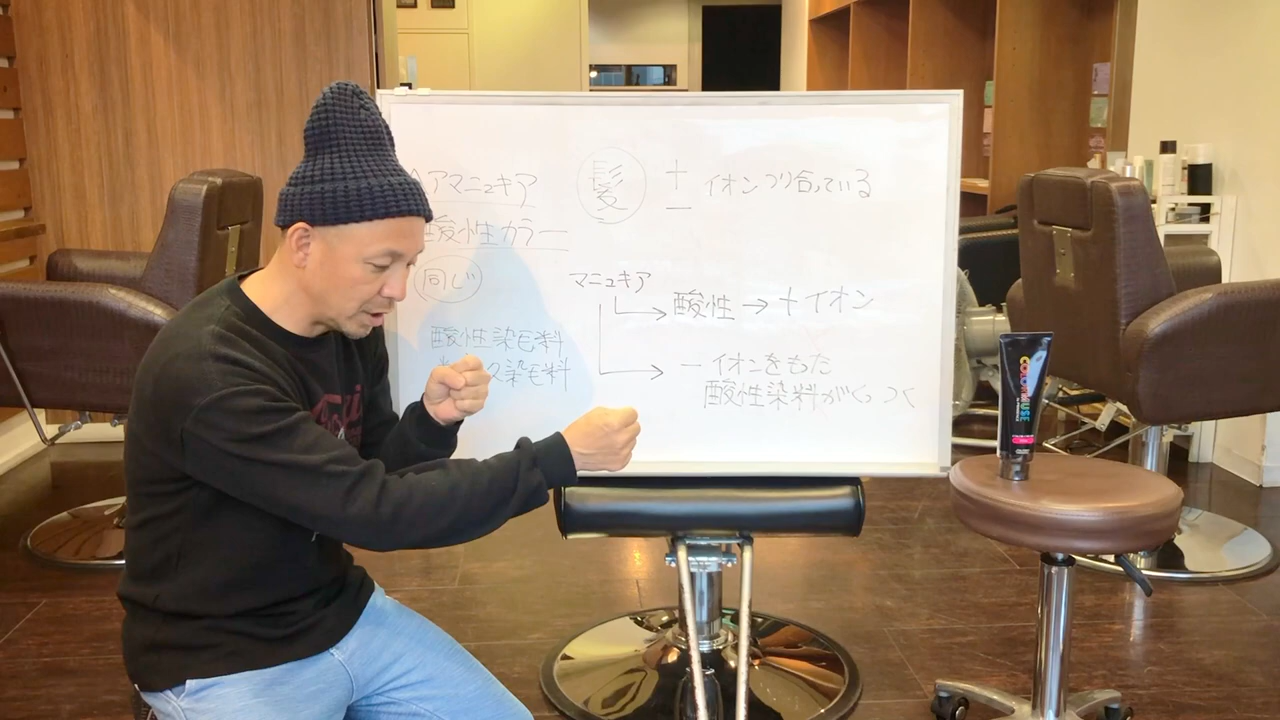 ヘアマニュキア
酸性カラー
同じ
酸性染毛料
染毛料
髪 + − イオンつり合っている
マニュキア
→ 酸性 → +イオン
→ −イオンをもた
酸性染料がくっつく
COLOR MUSE